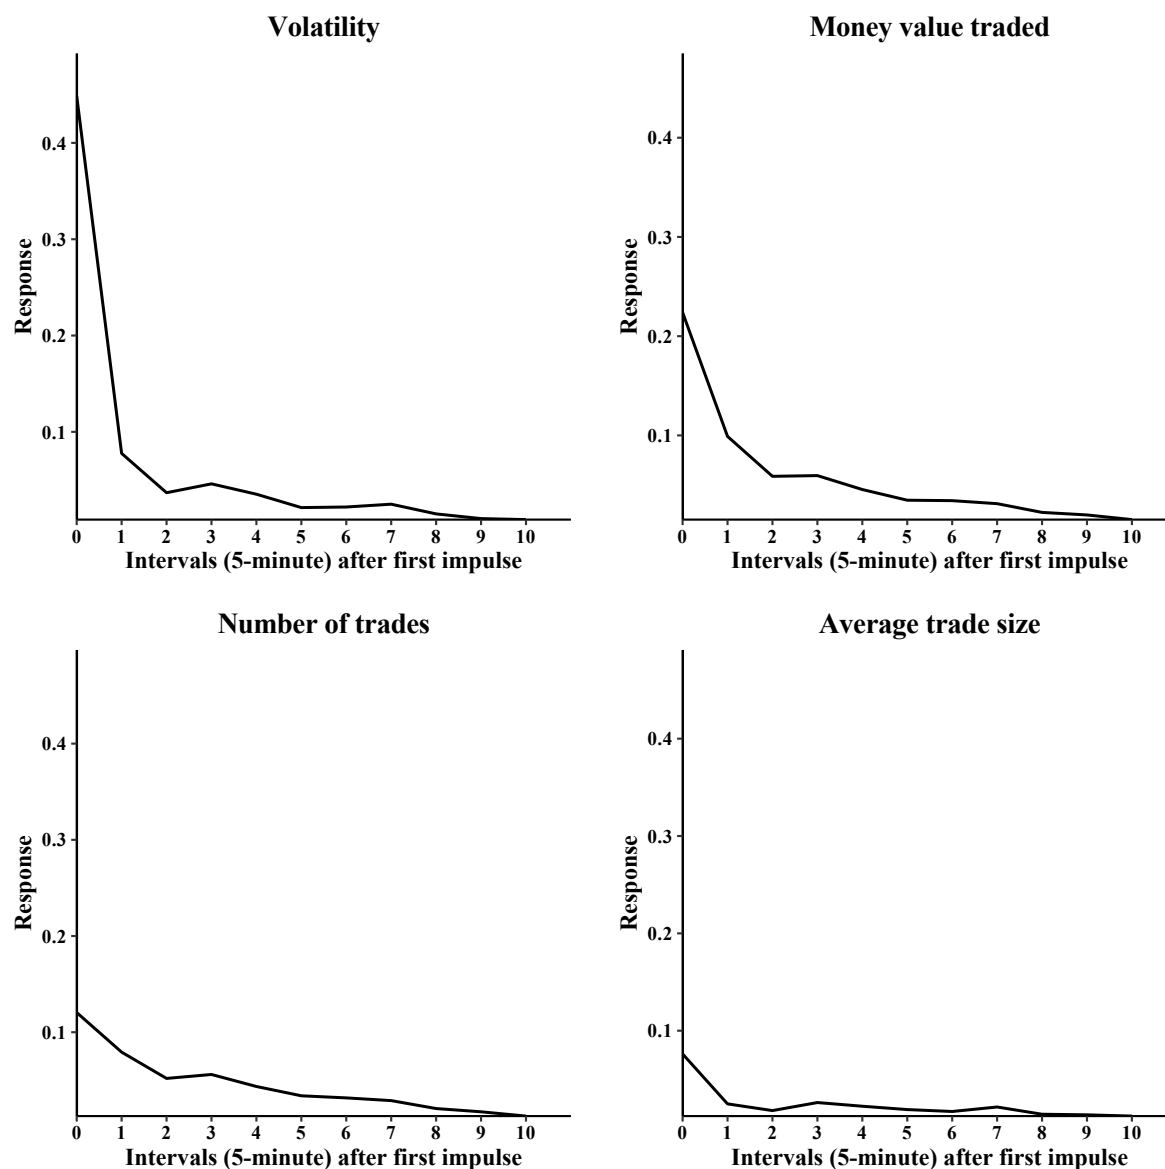 Volatility
Response
0.4
0.3
0.2
0.1
0 1 2 3 4 5 6 7 8 9 10
Intervals (5-minute) after first impulse
Money value traded
Response
0.4
0.3
0.2
0.1
0 1 2 3 4 5 6 7 8 9 10
Intervals (5-minute) after first impulse
Number of trades
Response
0.4
0.3
0.2
0.1
0 1 2 3 4 5 6 7 8 9 10
Intervals (5-minute) after first impulse
Average trade size
Response
0.4
0.3
0.2
0.1
0 1 2 3 4 5 6 7 8 9 10
Intervals (5-minute) after first impulse